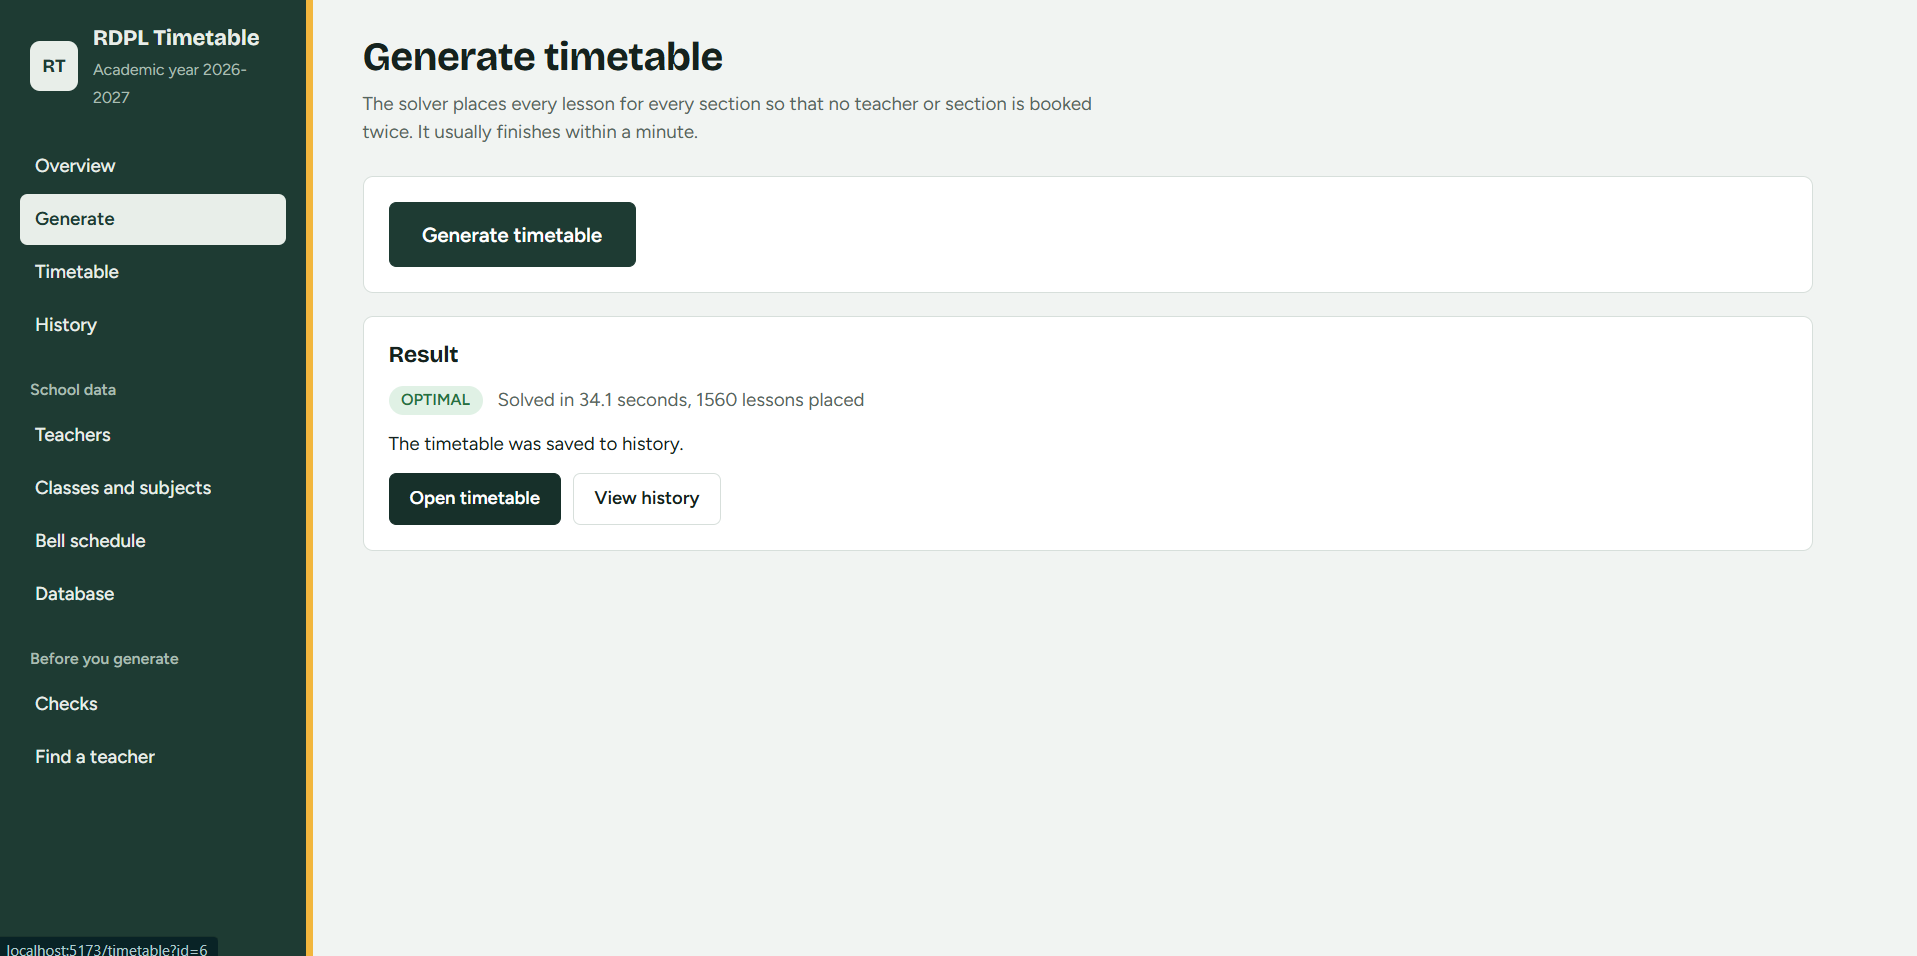 RT
RDPL Timetable
Academic year 2026-
2027
Overview
Generate
Timetable
History
School data
Teachers
Classes and subjects
Bell schedule
Database
Before you generate
Checks
Find a teacher
localhost:5173/timetable?id=6
Generate timetable
The solver places every lesson for every section so that no teacher or section is booked
twice. It usually finishes within a minute.
Generate timetable
Result
OPTIMAL Solved in 34.1 seconds, 1560 lessons placed
The timetable was saved to history.
Open timetable View history